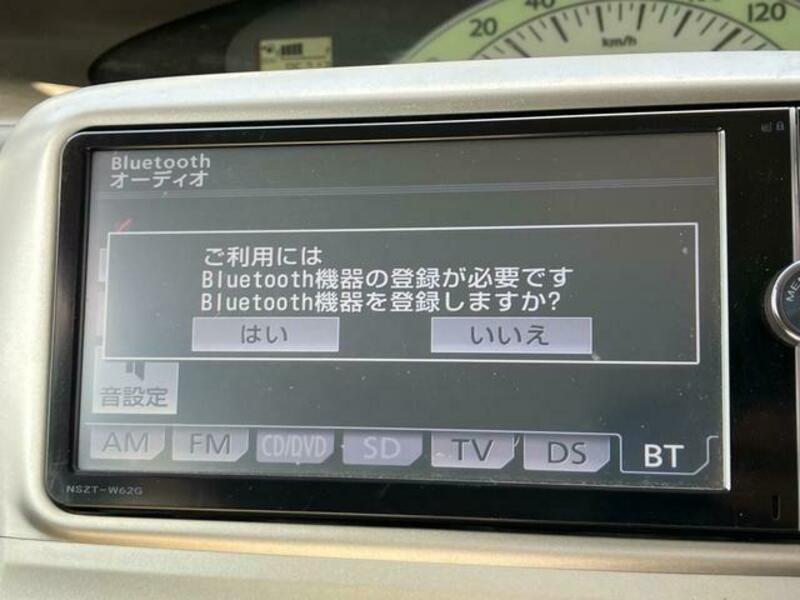 20
40
120
km/h
Bluetooth
オーディオ
ご利用には
Bluetooth機器の登録が必要です
Bluetooth機器を登録しますか?
はい いいえ
音設定
AM FM CD/DVD SD TV DS BT
NSZT-W62G